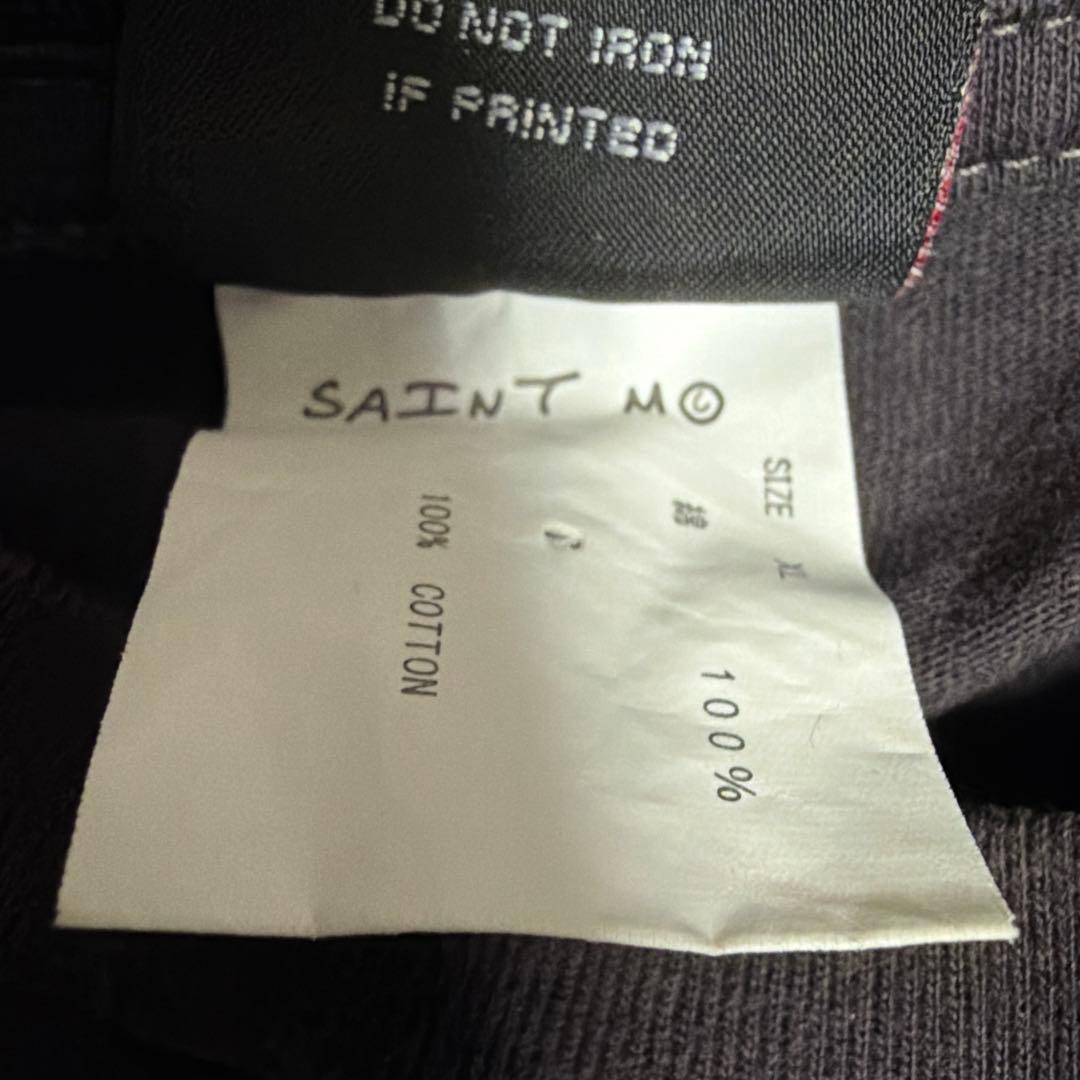 DO NOT IRON
IF PRINTED
SAINT M
SIZE XL
綿 100%
100% COTTON